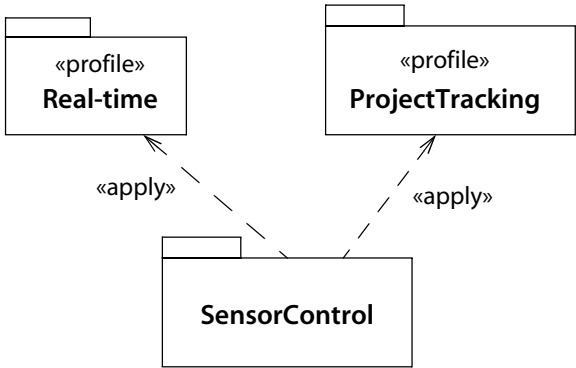 «profile»
Real-time
«profile»
ProjectTracking
«apply»
«apply»
SensorControl